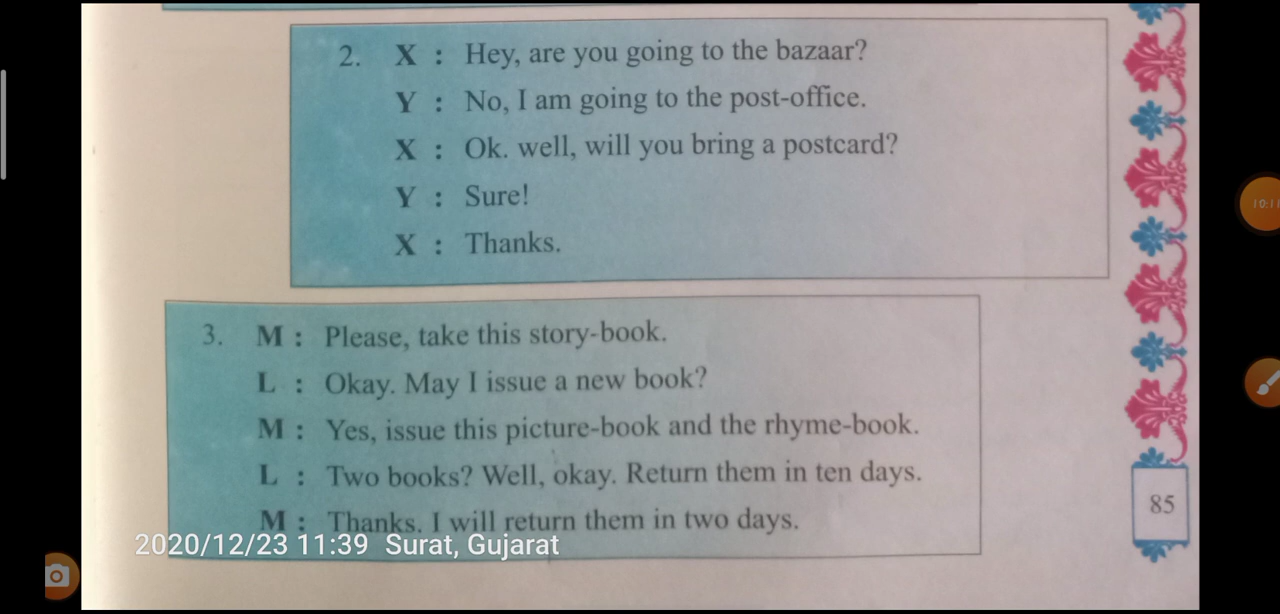 2. X : Hey, are you going to the bazaar?
Y : No, I am going to the post-office.
X : Ok. well, will you bring a postcard?
Y : Sure!
X : Thanks.
3. M : Please, take this story-book.
L : Okay. May I issue a new book?
M : Yes, issue this picture-book and the rhyme-book.
L : Two books? Well, okay. Return them in ten days.
M : Thanks. I will return them in two days.
85
2020/12/23 11:39 Surat, Gujarat